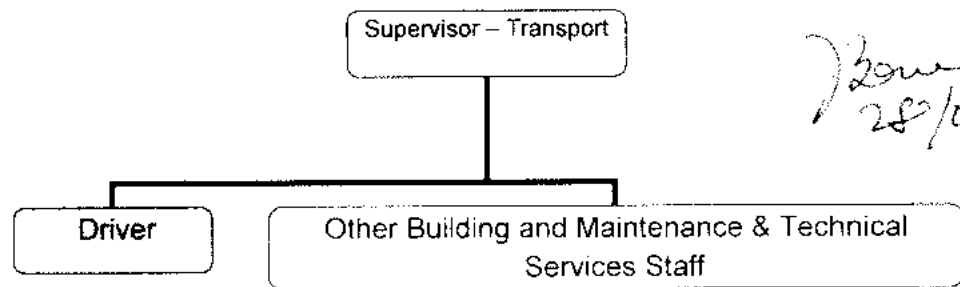 Supervisor – Transport
Driver
Other Building and Maintenance & Technical
Services Staff